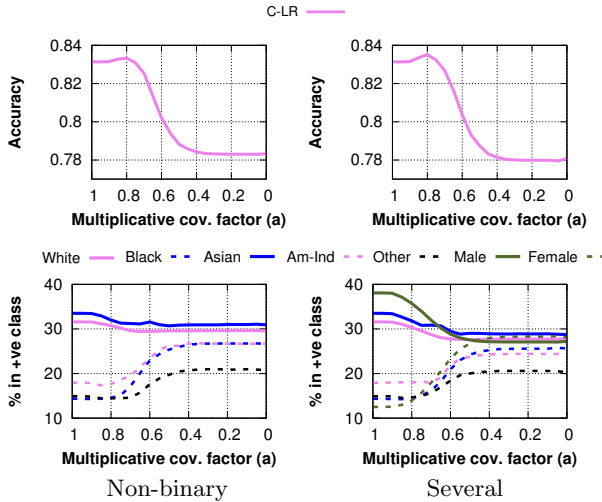 C-LR
0.84 0.84
0.82 0.82
0.8 0.8
0.78 0.78
Accuracy Accuracy
1 0.8 0.6 0.4 0.2 0 1 0.8 0.6 0.4 0.2 0
Multiplicative cov. factor (a) Multiplicative cov. factor (a)
White Black Asian Am-Ind Other Male Female
40 40
30 30
20 20
10 10
% in +ve class % in +ve class
1 0.8 0.6 0.4 0.2 0 1 0.8 0.6 0.4 0.2 0
Multiplicative cov. factor (a) Multiplicative cov. factor (a)
Non-binary Several